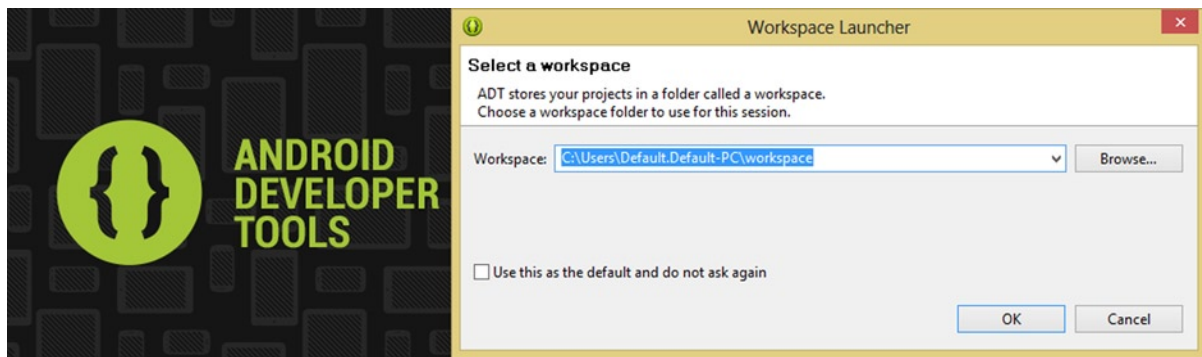 ANDROID
DEVELOPER
TOOLS
Workspace Launcher
Select a workspace
ADT stores your projects in a folder called a workspace.
Choose a workspace folder to use for this session.
Workspace: C:\Users\Default.Default-PC\workspace Browse...
Use this as the default and do not ask again
OK Cancel